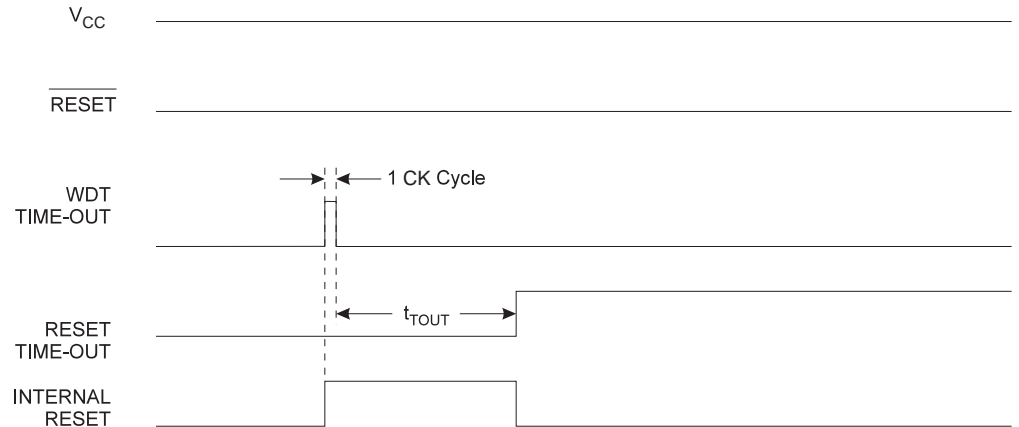 VCC
RESET
1 CK Cycle
WDT
TIME-OUT
tTOUT
RESET
TIME-OUT
INTERNAL
RESET